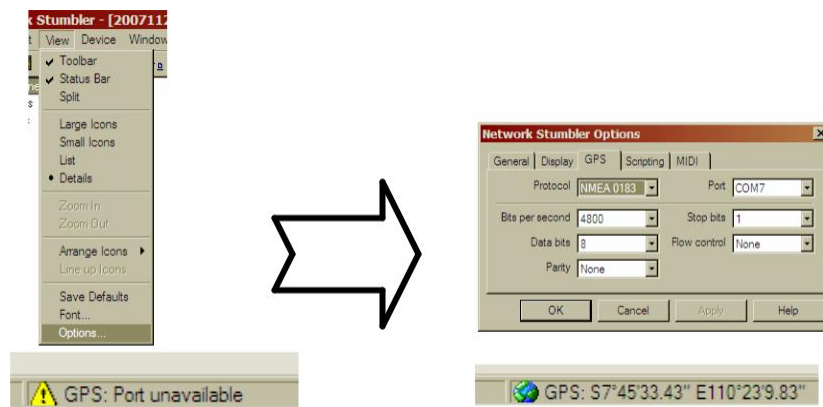 k Stumbler - [2007112
t View Device Window
Toolbar
Status Bar
Split
Large Icons
Small Icons
List
Details
Zoom In
Zoom Out
Arrange Icons
Line up Icons
Save Defaults
Font...
Options...
GPS: Port unavailable
Network Stumbler Options
General Display GPS Scripting MIDI
Protocol NMEA 0183 Port COM7
Bits per second 4800 Stop bits 1
Data bits 8 Flow control None
Parity None
OK Cancel Apply Help
GPS: S7°45'33.43" E110°23'9.83"